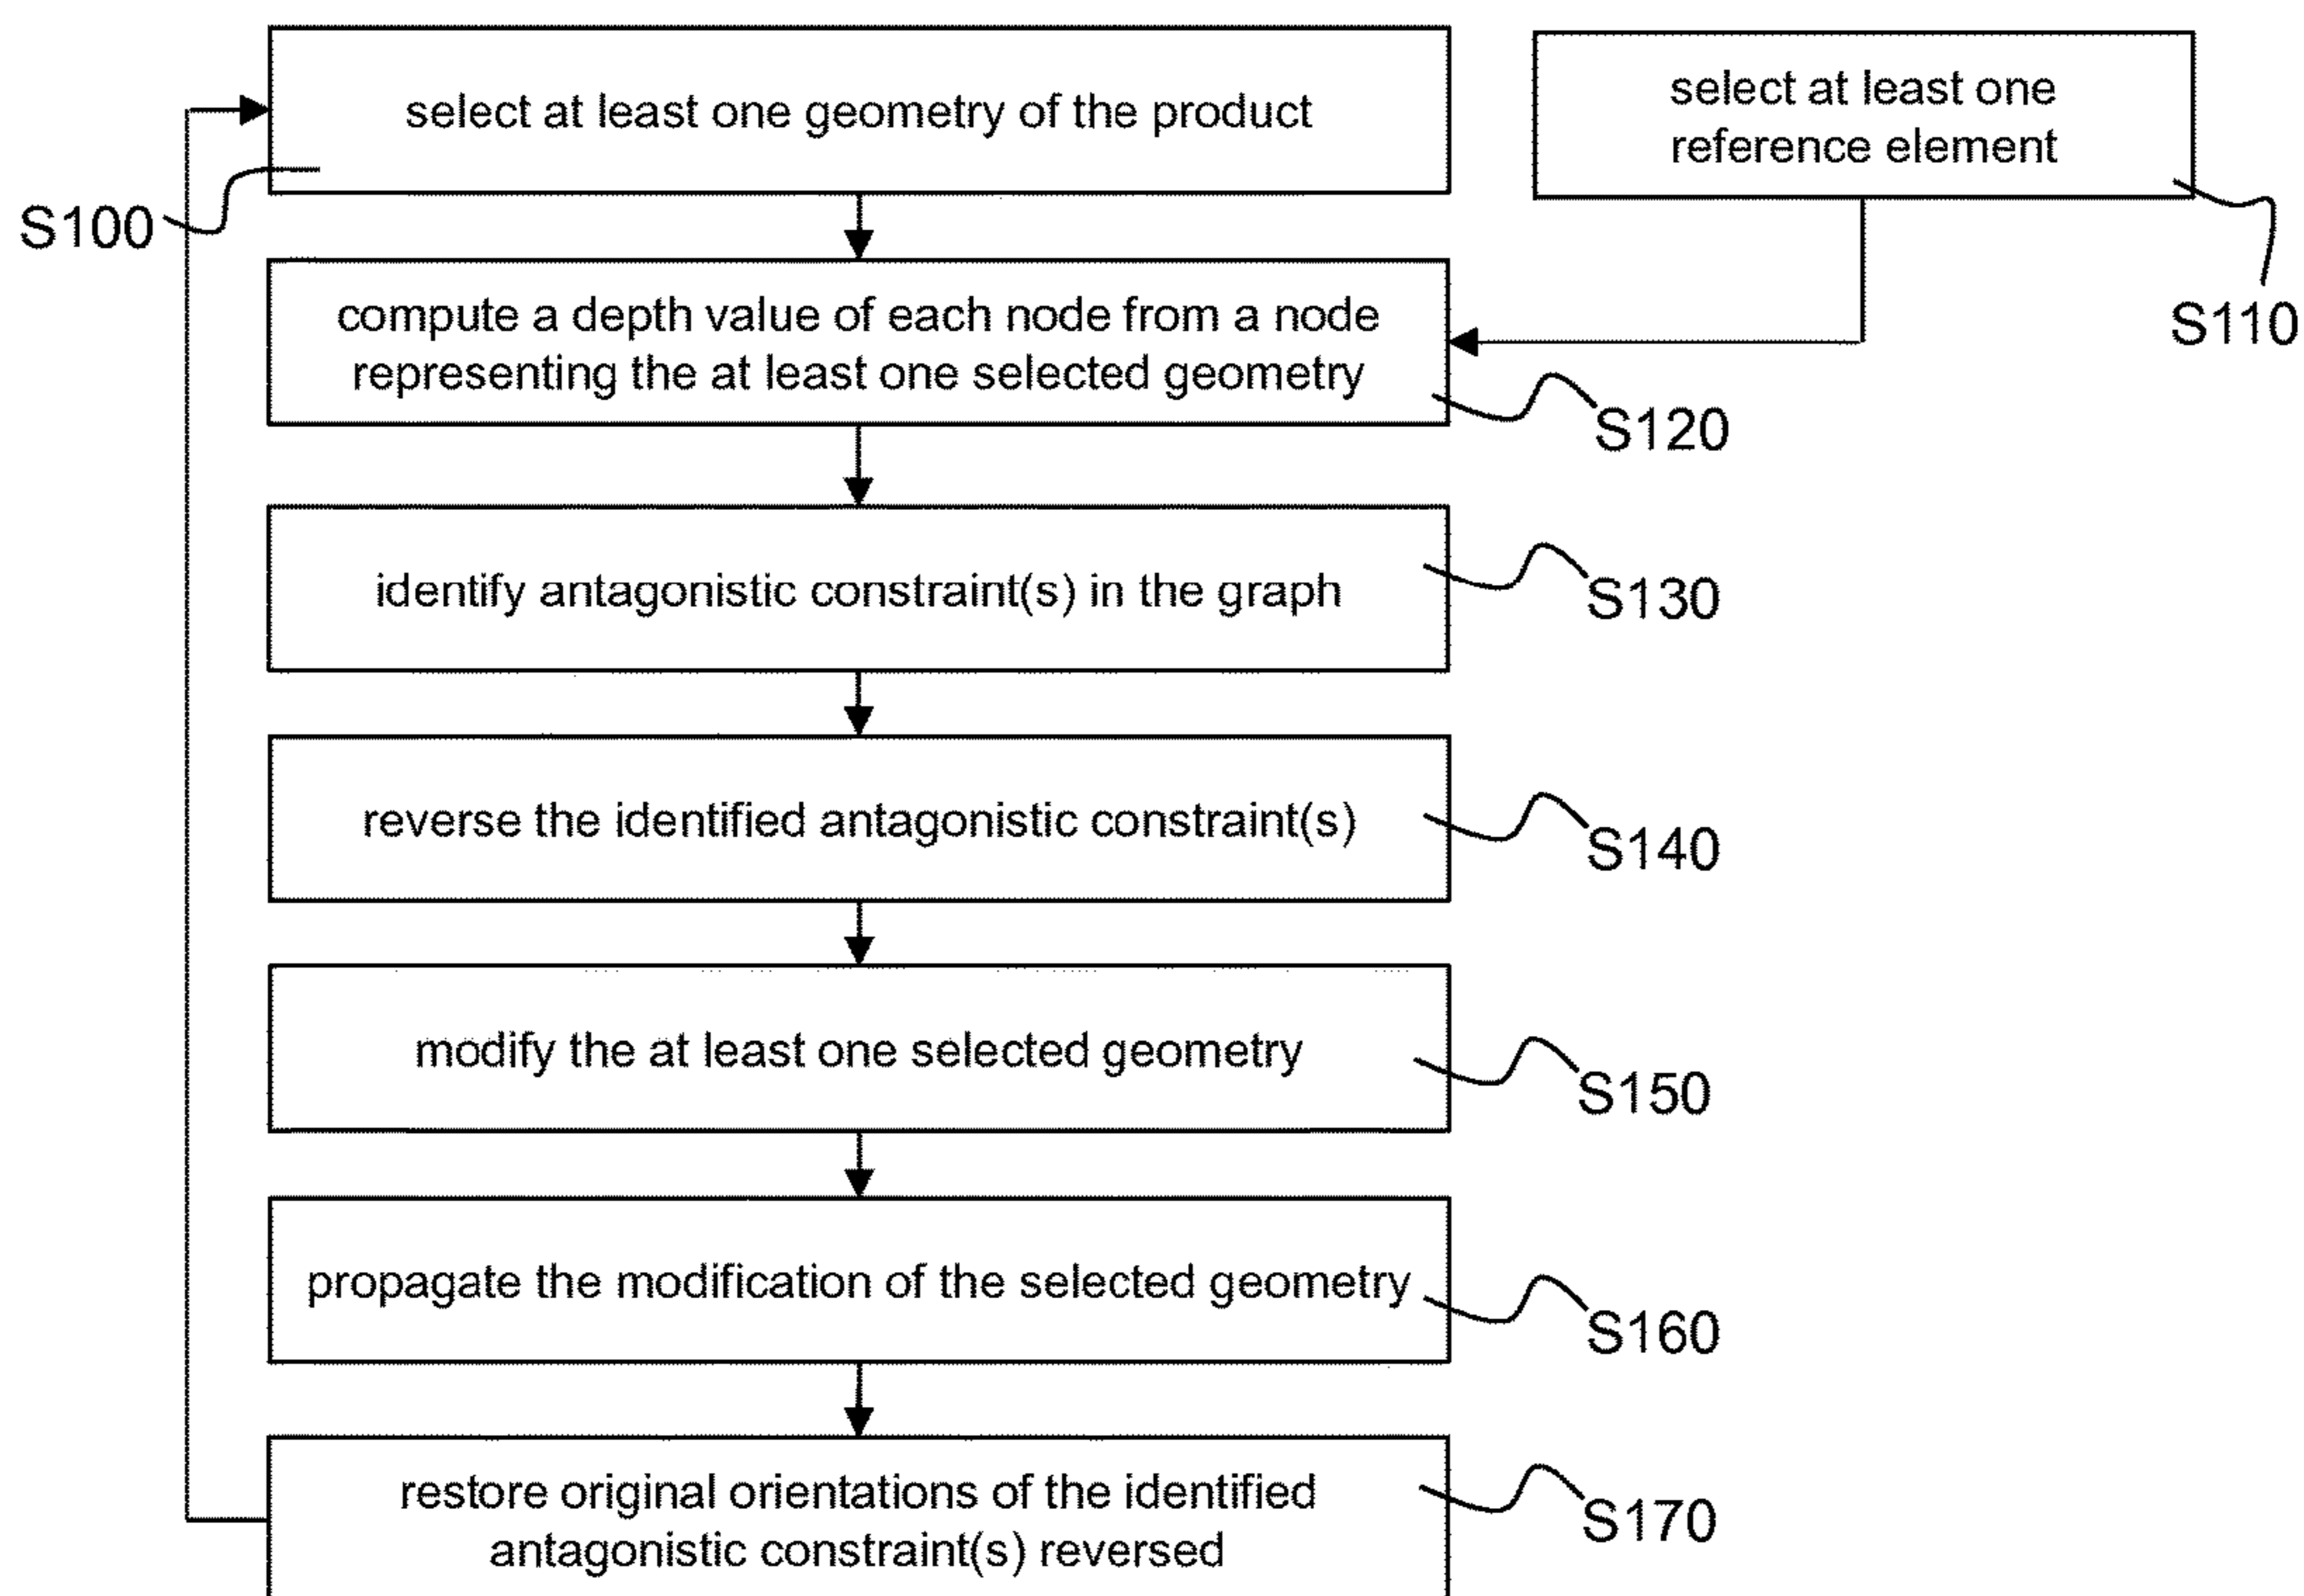 select at least one geometry of the product
select at least one
reference element
S100
S110
compute a depth value of each node from a node
representing the at least one selected geometry
S120
identify antagonistic constraint(s) in the graph
S130
reverse the identified antagonistic constraint(s)
S140
modify the at least one selected geometry
S150
propagate the modification of the selected geometry
S160
restore original orientations of the identified
antagonistic constraint(s) reversed
S170